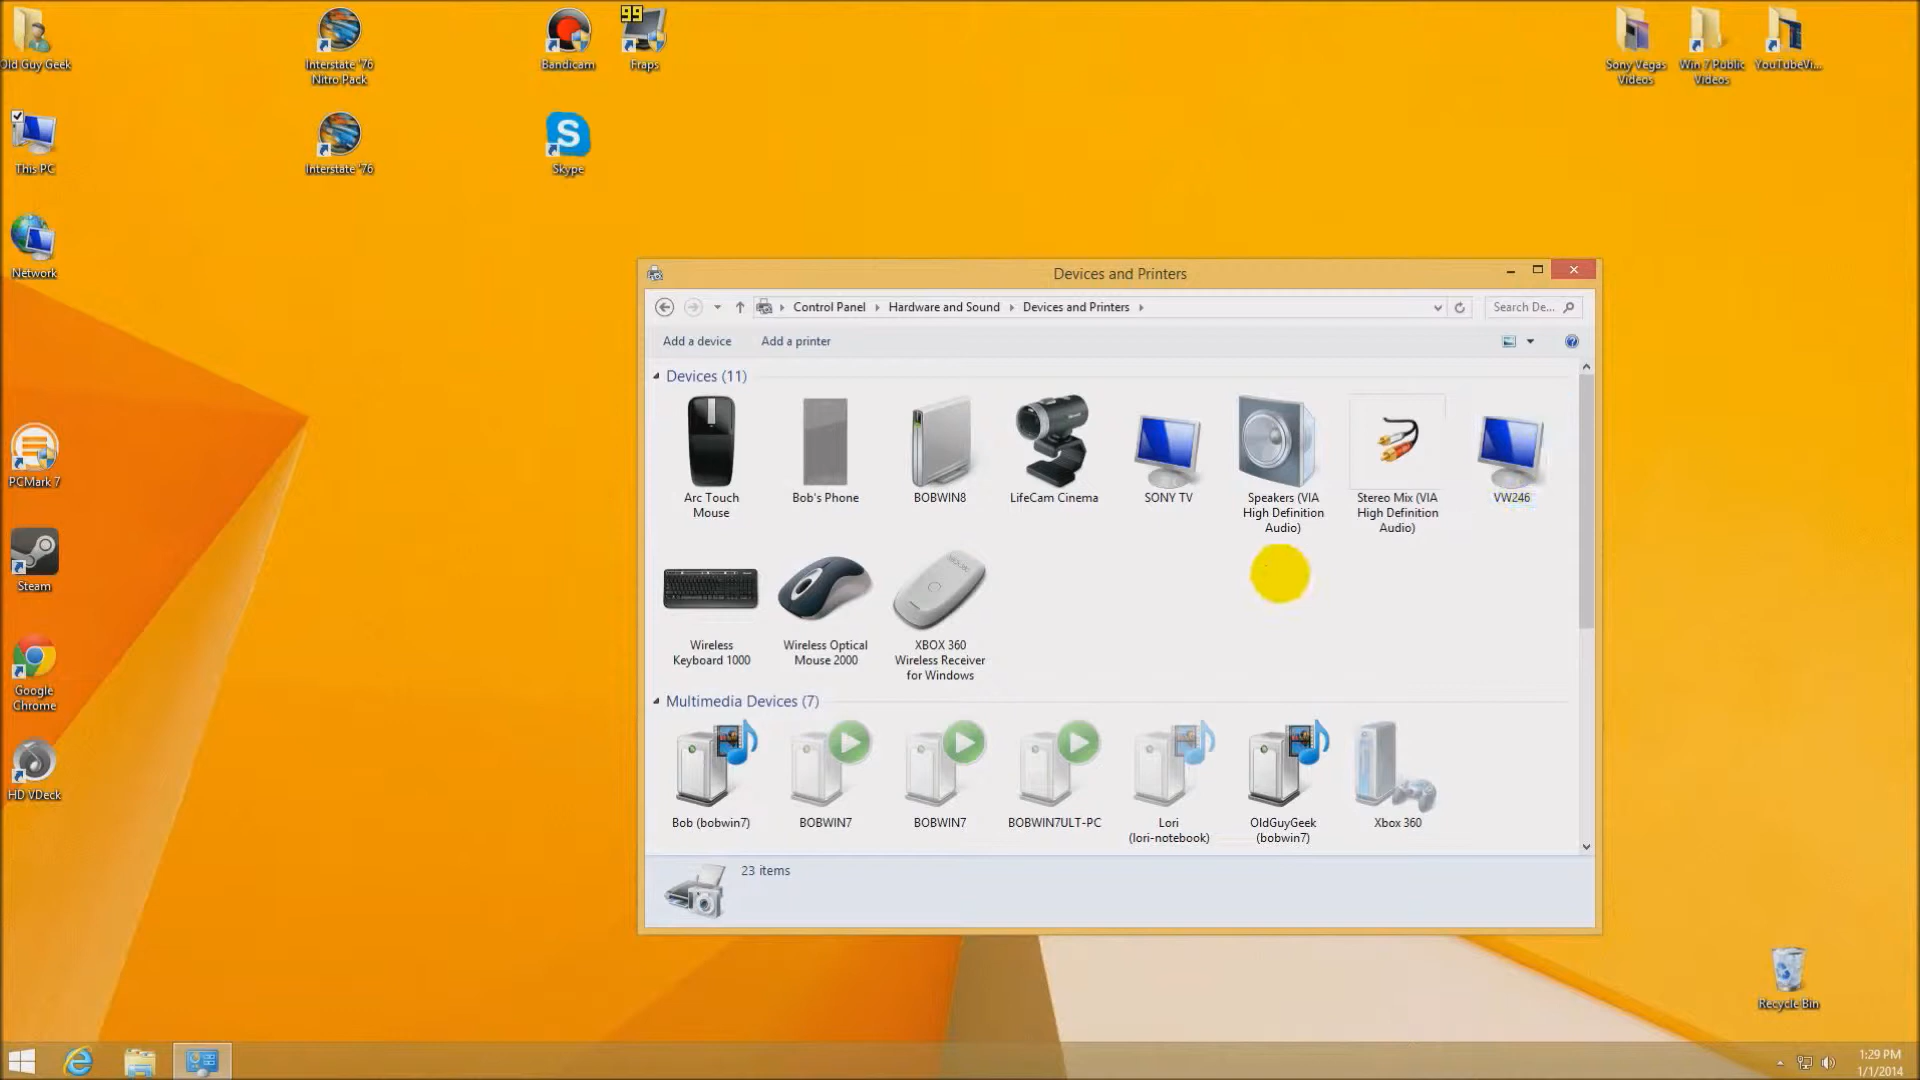 Old Guy Geek
Interstate '76
Nitro Pack
Bandicam
99
Fraps
Sony Vegas
Videos
Win 7 Public
Videos
YouTubeVi...
This PC
Interstate '76
Skype
Network
PCMark 7
Steam
Google
Chrome
HD VDeck
Devices and Printers
Control Panel
Hardware and Sound
Devices and Printers
Search De...
Add a device
Add a printer
Devices (11)
Arc Touch
Mouse
Bob's Phone
BOBWIN8
LifeCam Cinema
SONY TV
Speakers (VIA
High Definition
Audio)
Stereo Mix (VIA
High Definition
Audio)
VW246
Wireless
Keyboard 1000
Wireless Optical
Mouse 2000
XBOX 360
Wireless Receiver
for Windows
Multimedia Devices (7)
Bob (bobwin7)
BOBWIN7
BOBWIN7
BOBWIN7ULT-PC
Lori
(lori-notebook)
OldGuyGeek
(bobwin7)
Xbox 360
23 items
Recycle Bin
1:29 PM
1/1/2014